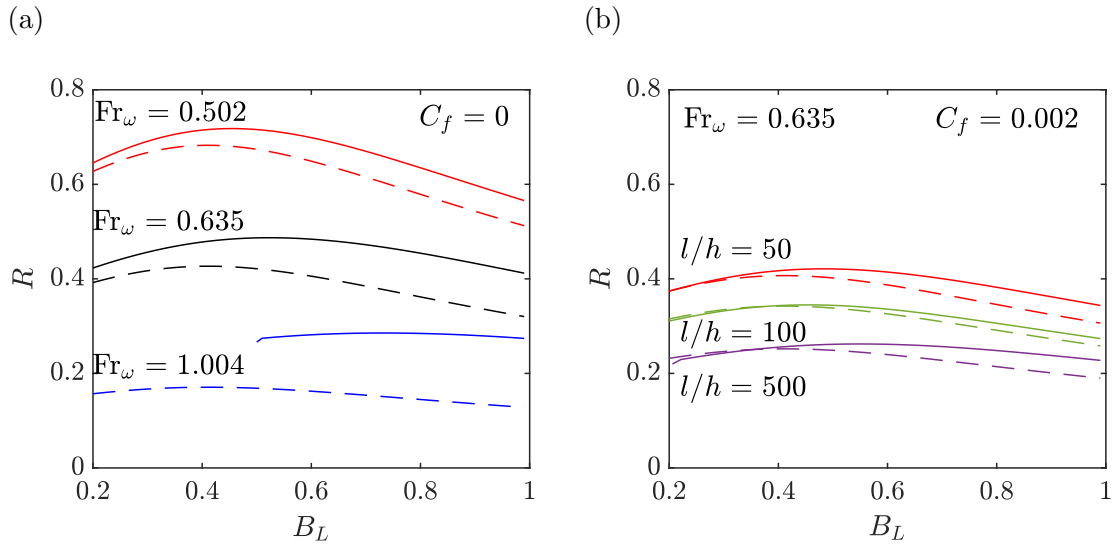 (a)
0.8
0.6
0.4
0.2
0
R
Fr_ω = 0.502
C_f = 0
Fr_ω = 0.635
Fr_ω = 1.004
0.2 0.4 0.6 0.8 1
B_L
(b)
0.8
0.6
0.4
0.2
0
R
Fr_ω = 0.635
C_f = 0.002
l/h = 50
l/h = 100
l/h = 500
0.2 0.4 0.6 0.8 1
B_L